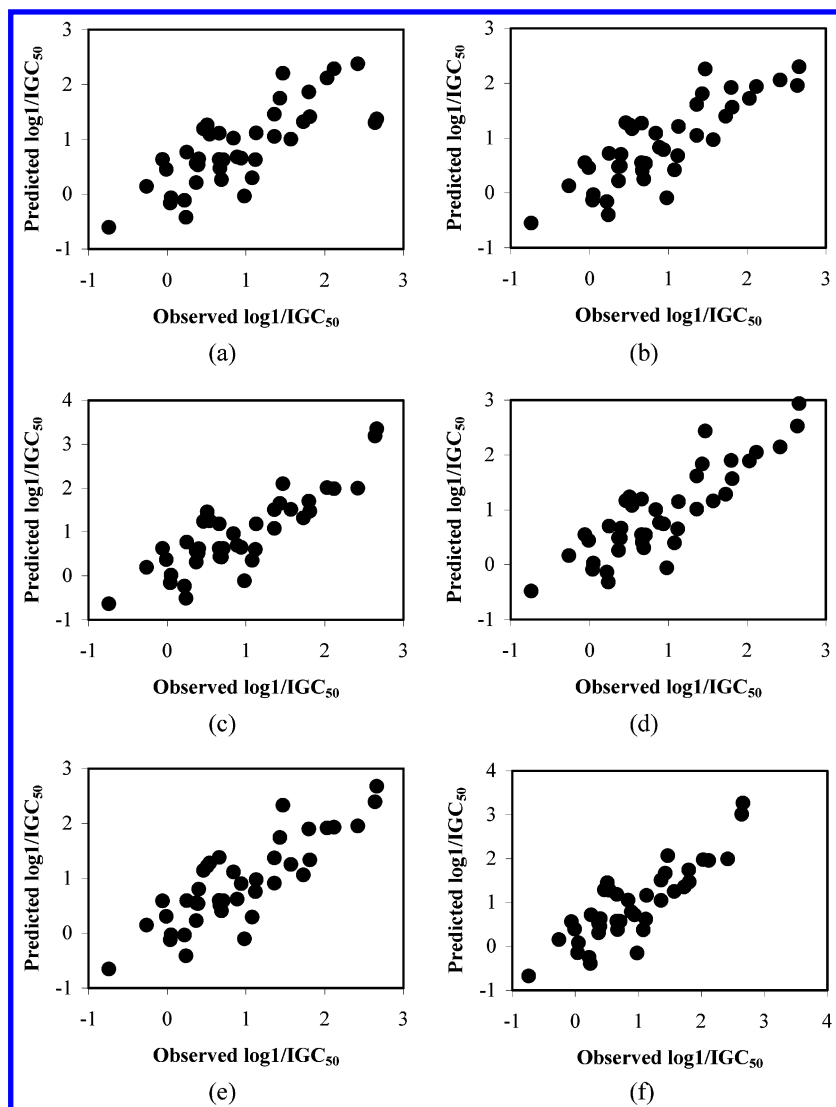 3 3
2 2
1 1
0 0
-1 -1
-1 0 1 2 3 -1 0 1 2 3
Predicted log1/IGC50 Predicted log1/IGC50
Observed log1/IGC50 Observed log1/IGC50
(a) (b)
4 3
3 2
2 1
1 0
0 -1
-1
-1 0 1 2 3 -1 0 1 2 3
Predicted log1/IGC50 Predicted log1/IGC50
Observed log1/IGC50 Observed log1/IGC50
(c) (d)
3 4
2 3
1 2
0 1
-1 0
-1
-1 0 1 2 3 -1 0 1 2 3 4
Predicted log1/IGC50 Predicted log1/IGC50
Observed log1/IGC50 Observed log1/IGC50
(e) (f)